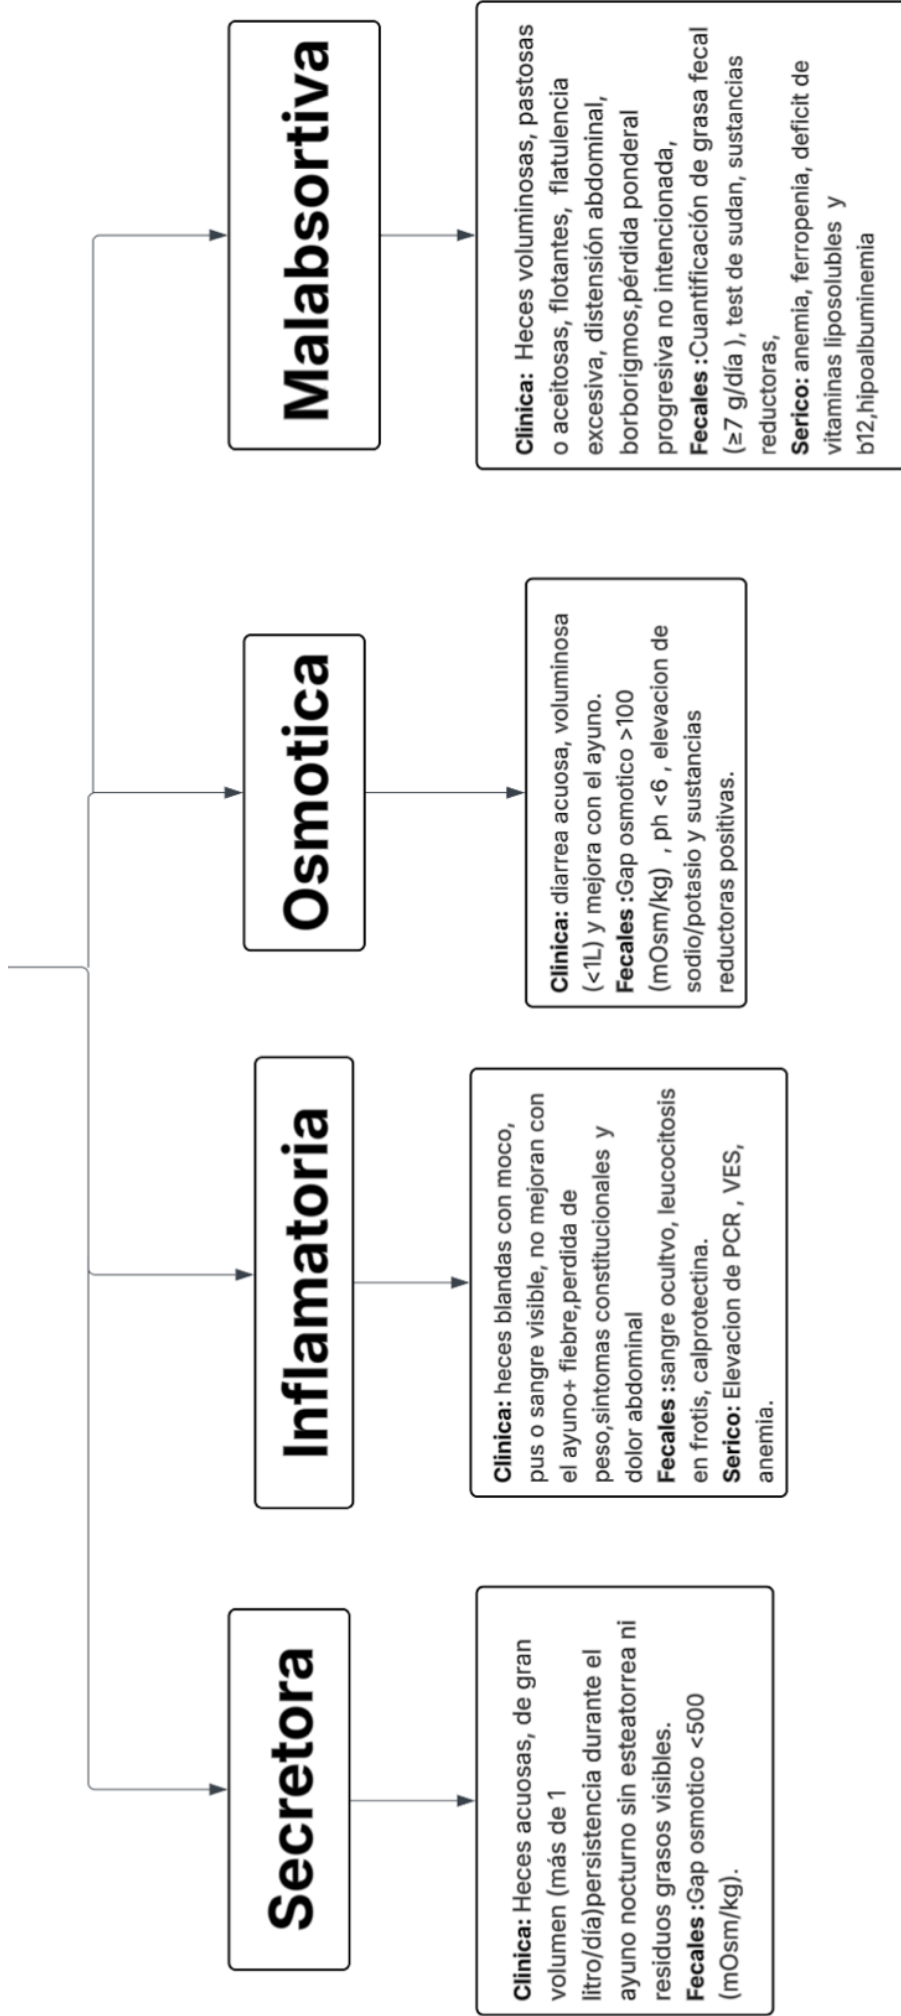 Secretora
Clinica: Heces acuosas, de gran
volumen (más de 1
litro/día)persistencia durante el
ayuno nocturno sin esteatorrea ni
residuos grasos visibles.
Fecales :Gap osmotico <500
(mOsm/kg).
Inflamatoria
Clinica: heces blandas con moco,
pus o sangre visible, no mejoran con
el ayuno+ fiebre,perdida de
peso,sintomas constitucionales y
dolor abdominal
Fecales :sangre ocultvo, leucocitosis
en frotis, calprotectina.
Serico: Elevacion de PCR , VES,
anemia.
Osmotica
Clinica: diarrea acuosa, voluminosa
(<1L) y mejora con el ayuno.
Fecales :Gap osmotico >100
(mOsm/kg) , ph <6 , elevacion de
sodio/potasio y sustancias
reductoras positivas.
Malabsortiva
Clinica: Heces voluminosas, pastosas
o aceitosas, flotantes, flatulencia
excesiva, distensión abdominal,
borborigmos,pérdida ponderal
progresiva no intencionada,
Fecales :Cuantificación de grasa fecal
(≥7 g/día ), test de sudan, sustancias
reductoras,
Serico: anemia, ferropenia, deficit de
vitaminas liposolubles y
b12,hipoalbuminemia